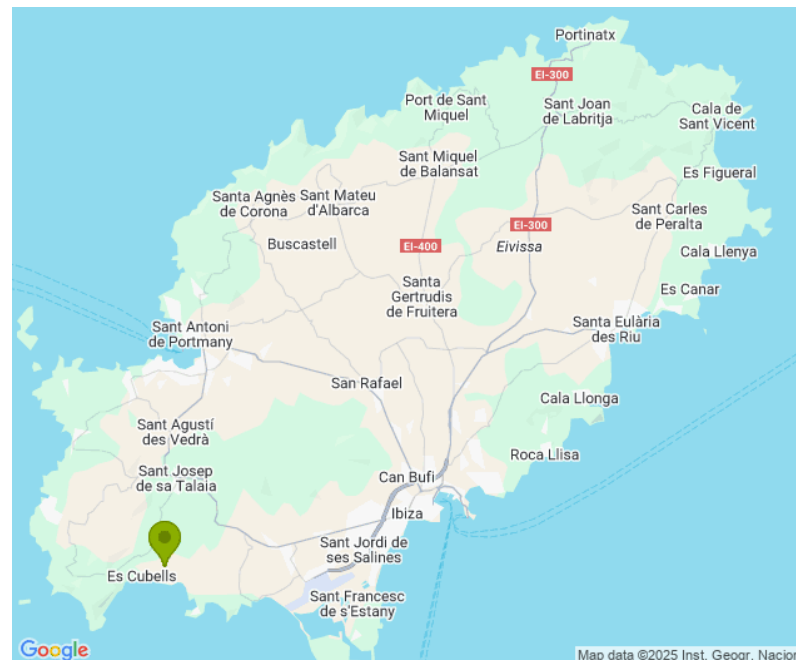 Portinatx
EI-300
Port de Sant
Miquel
Sant Joan
de Labritja
Cala de
Sant Vicent
Sant Miquel
de Balansat
Es Figueral
Santa Agnès
de Corona
Sant Mateu
d'Albarca
Sant Carles
de Peralta
EI-300
Buscastell
EI-400
Eivissa
Cala Llenya
Santa
Gertrudis
de Fruitera
Es Canar
Sant Antoni
de Portmany
Santa Eulària
des Riu
San Rafael
Cala Llonga
Sant Agustí
des Vedrà
Roca Llisa
Sant Josep
de sa Talaia
Can Bufi
Ibiza
Sant Jordi de
ses Salines
Es Cubells
Sant Francesc
de s'Estany
Google
Map data ©2025 Inst. Geogr. Nacion